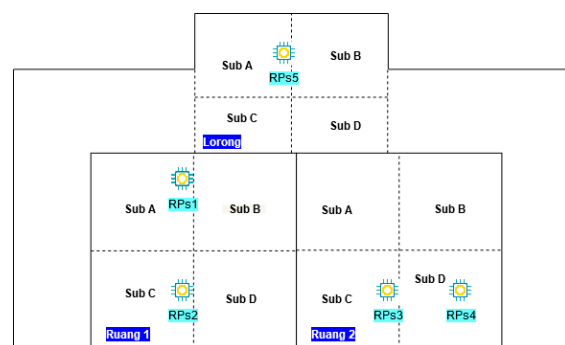 Sub A
Sub B
RPs5
Sub C
Sub D
Lorong
Sub A
RPs1
Sub B
Sub A
Sub B
Sub C
RPs2
Sub D
Ruang 1
Sub C
RPs3
Sub D
RPs4
Ruang 2